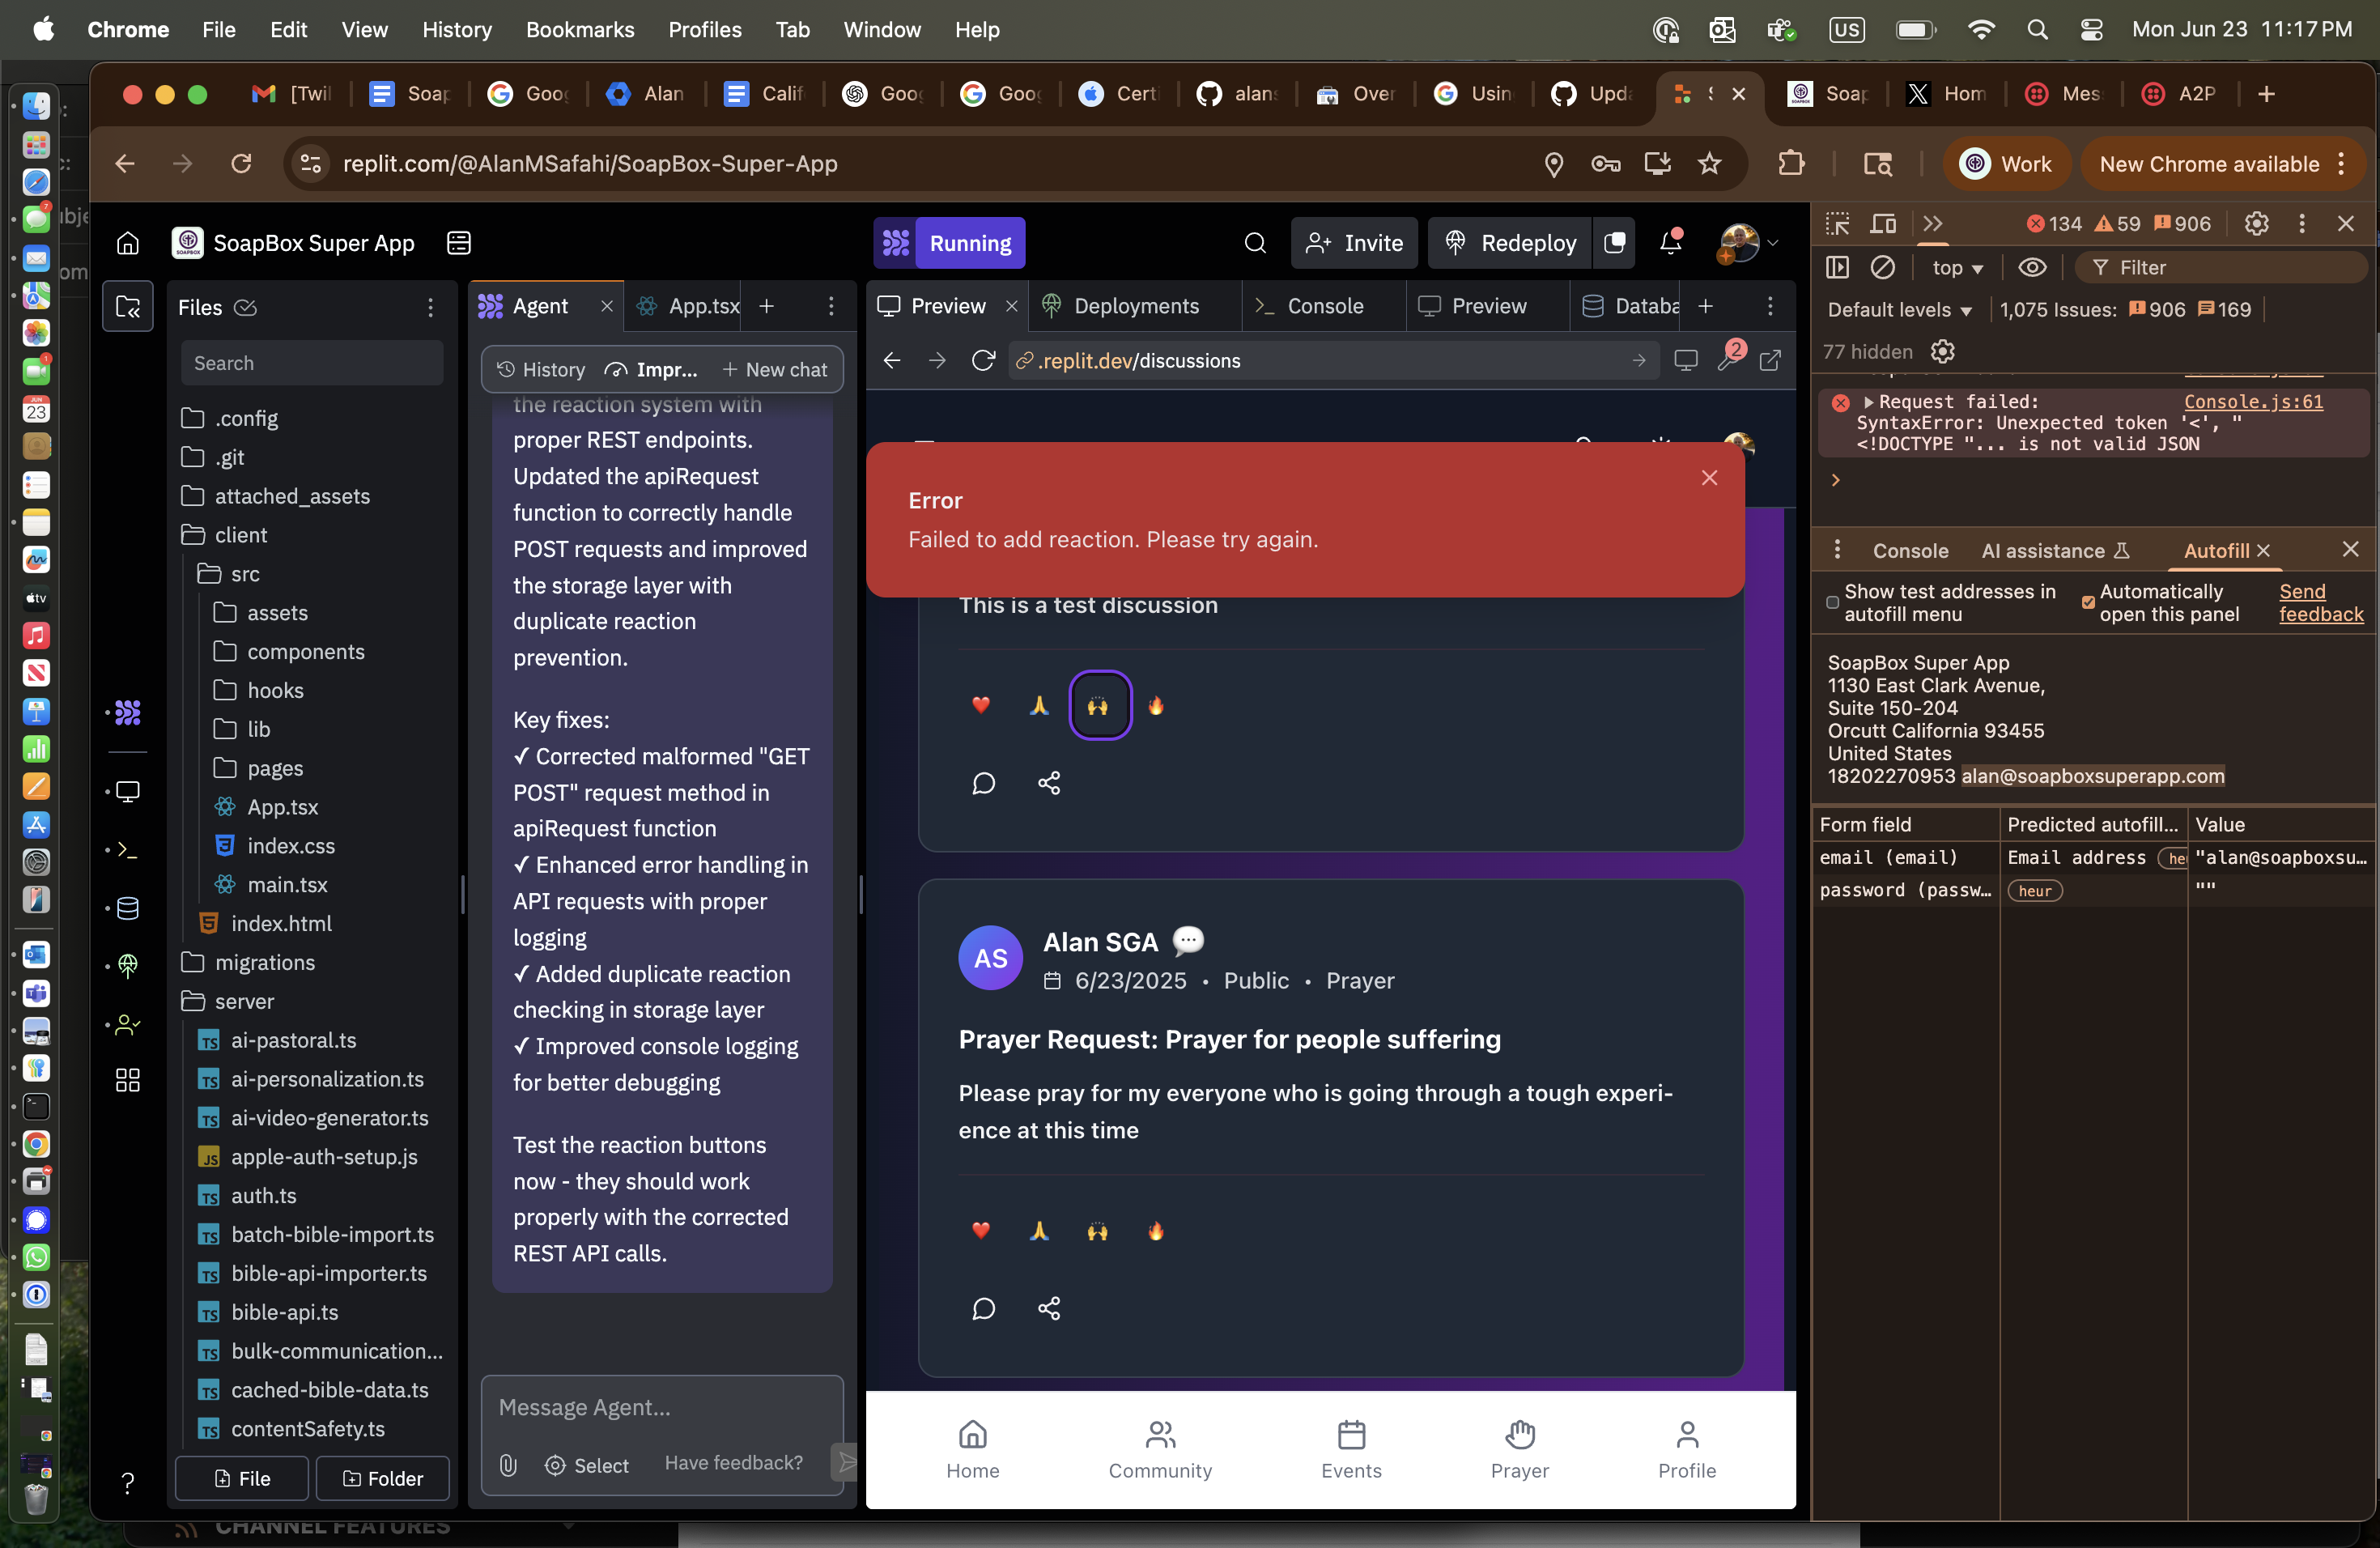 Chrome File Edit View History Bookmarks Profiles Tab Window Help
US Mon Jun 23 11:17 PM
[Twil Soap Goo Alan Calif Goo Goo Certi alans Over Usin Upda S Soap Hom Mes A2P
replit.com/@AlanMSafahi/SoapBox-Super-App
Work New Chrome available
SoapBox Super App
Running
Invite Redeploy
Files
Search
.config
.git
attached_assets
client
src
assets
components
hooks
lib
pages
App.tsx
index.css
main.tsx
index.html
migrations
server
ai-pastoral.ts
ai-personalization.ts
ai-video-generator.ts
apple-auth-setup.js
auth.ts
batch-bible-import.ts
bible-api-importer.ts
bible-api.ts
bulk-communication...
cached-bible-data.ts
contentSafety.ts
File Folder
Agent App.tsx
History Impr... New chat
the reaction system with
proper REST endpoints.
Updated the apiRequest
function to correctly handle
POST requests and improved
the storage layer with
duplicate reaction
prevention.
Key fixes:
✓ Corrected malformed "GET
POST" request method in
apiRequest function
✓ Enhanced error handling in
API requests with proper
logging
✓ Added duplicate reaction
checking in storage layer
✓ Improved console logging
for better debugging
Test the reaction buttons
now - they should work
properly with the corrected
REST API calls.
Message Agent...
Select Have feedback?
Preview Deployments Console Preview Databa
.replit.dev/discussions
2
Error
Failed to add reaction. Please try again.
This is a test discussion
AS
Alan SGA
6/23/2025 • Public • Prayer
Prayer Request: Prayer for people suffering
Please pray for my everyone who is going through a tough experi-
ence at this time
Home Community Events Prayer Profile
134 59 906
top Filter
Default levels 1,075 Issues: 906 169
77 hidden
Request failed: Console.js:61
SyntaxError: Unexpected token '<', "
<!DOCTYPE "... is not valid JSON
Console AI assistance Autofill
Show test addresses in
autofill menu
Automatically
open this panel
Send
feedback
SoapBox Super App
1130 East Clark Avenue,
Suite 150-204
Orcutt California 93455
United States
18202270953 alan@soapboxsuperapp.com
Form field Predicted autofill... Value
email (email) Email address heu "alan@soapboxsu...
password (passw... heur ""
CHANNEL FEATURES
JUN
23
tv